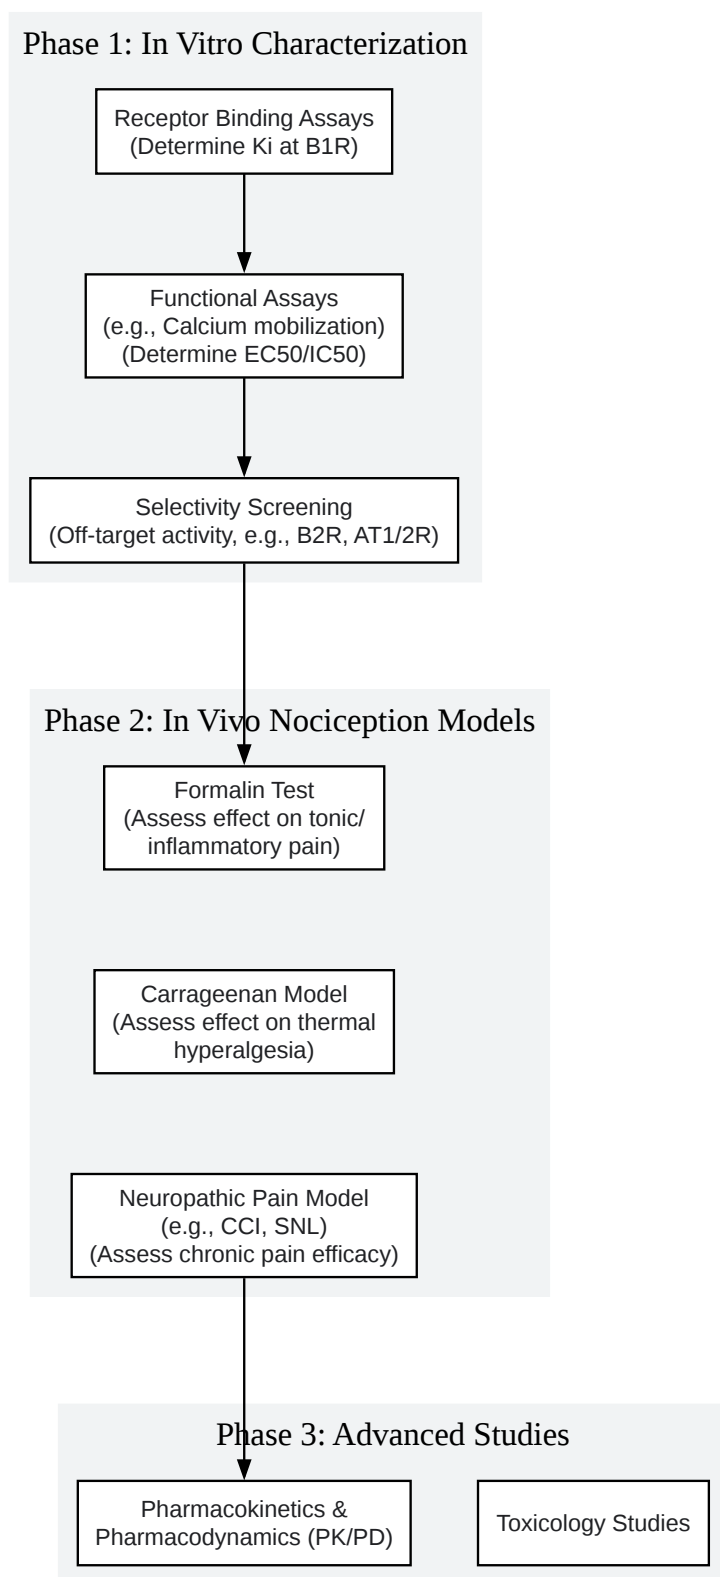 Phase 1: In Vitro Characterization
Receptor Binding Assays
(Determine Ki at B1R)
Functional Assays
(e.g., Calcium mobilization)
(Determine EC50/IC50)
Selectivity Screening
(Off-target activity, e.g., B2R, AT1/2R)
Phase 2: In Vivo Nociception Models
Formalin Test
(Assess effect on tonic/
inflammatory pain)
Carrageenan Model
(Assess effect on thermal
hyperalgesia)
Neuropathic Pain Model
(e.g., CCI, SNL)
(Assess chronic pain efficacy)
Phase 3: Advanced Studies
Pharmacokinetics &
Pharmacodynamics (PK/PD)
Toxicology Studies